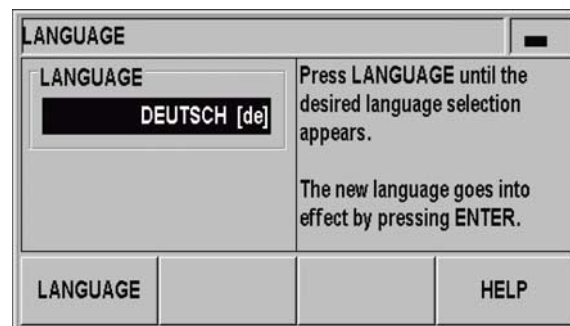 LANGUAGE
LANGUAGE
DEUTSCH [de]
Press LANGUAGE until the
desired language selection
appears.
The new language goes into
effect by pressing ENTER.
LANGUAGE
HELP